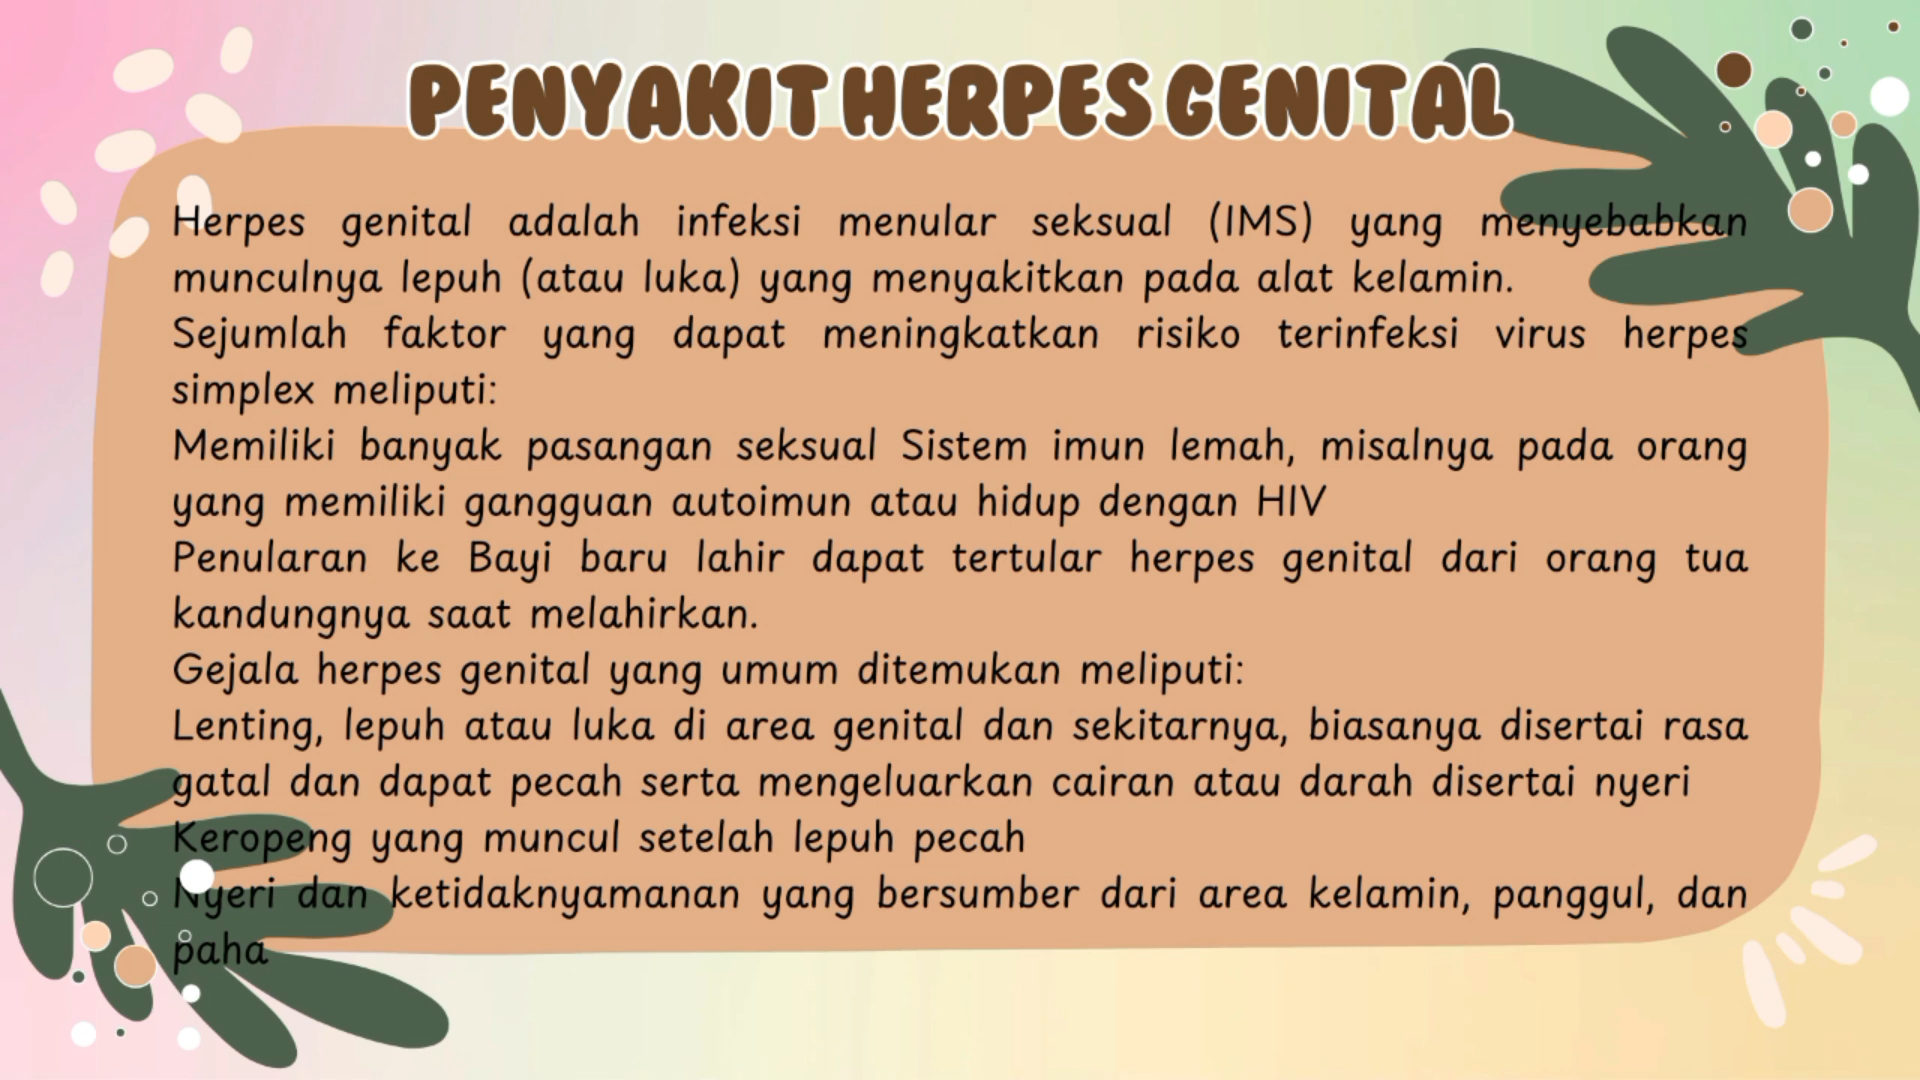 PENYAKIT HERPES GENITAL
Herpes genital adalah infeksi menular seksual (IMS) yang menyebabkan
munculnya lepuh (atau luka) yang menyakitkan pada alat kelamin.
Sejumlah faktor yang dapat meningkatkan risiko terinfeksi virus herpes
simplex meliputi:
Memiliki banyak pasangan seksual Sistem imun lemah, misalnya pada orang
yang memiliki gangguan autoimun atau hidup dengan HIV
Penularan ke Bayi baru lahir dapat tertular herpes genital dari orang tua
kandungnya saat melahirkan.
Gejala herpes genital yang umum ditemukan meliputi:
Lenting, lepuh atau luka di area genital dan sekitarnya, biasanya disertai rasa
gatal dan dapat pecah serta mengeluarkan cairan atau darah disertai nyeri
Keropeng yang muncul setelah lepuh pecah
Nyeri dan ketidaknyamanan yang bersumber dari area kelamin, panggul, dan
paha